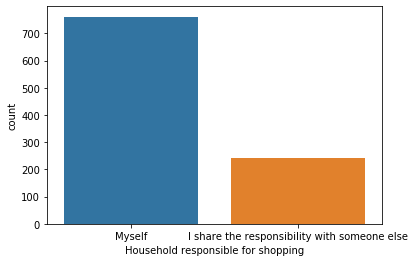 700
600
500
400
300
200
100
0
count
Myself
I share the responsibility with someone else
Household responsible for shopping